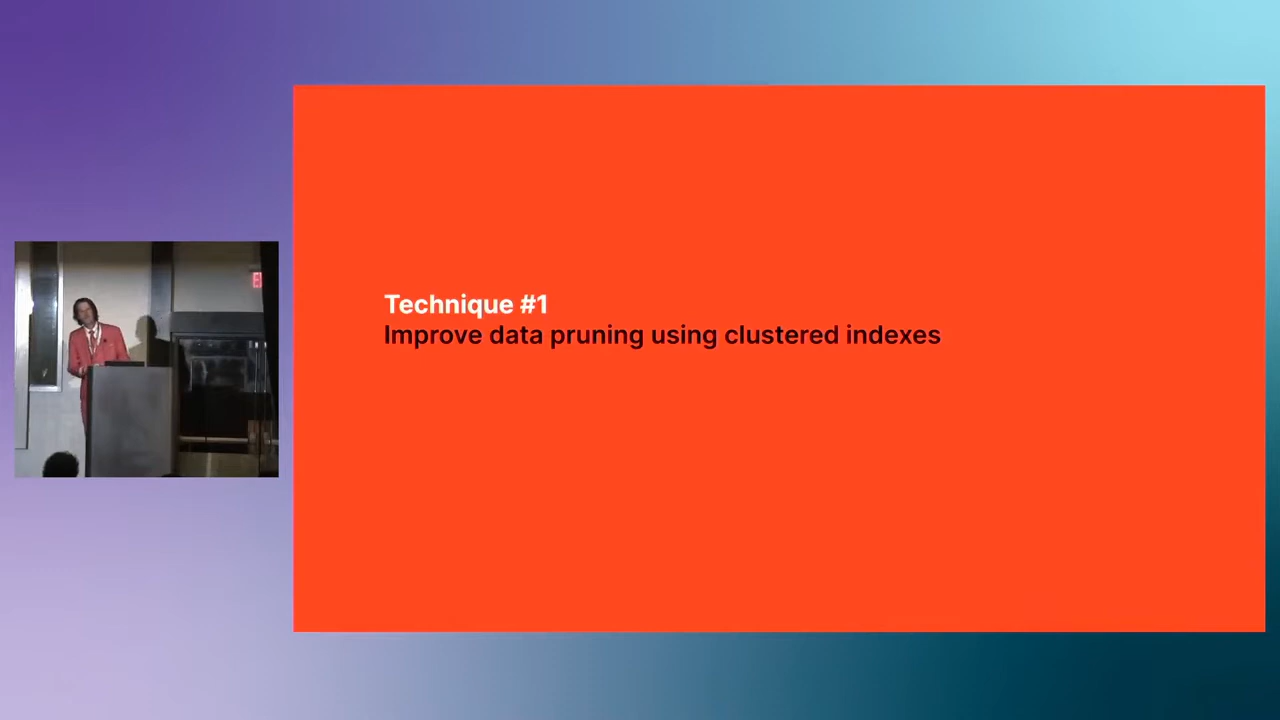 Technique #1
Improve data pruning using clustered indexes